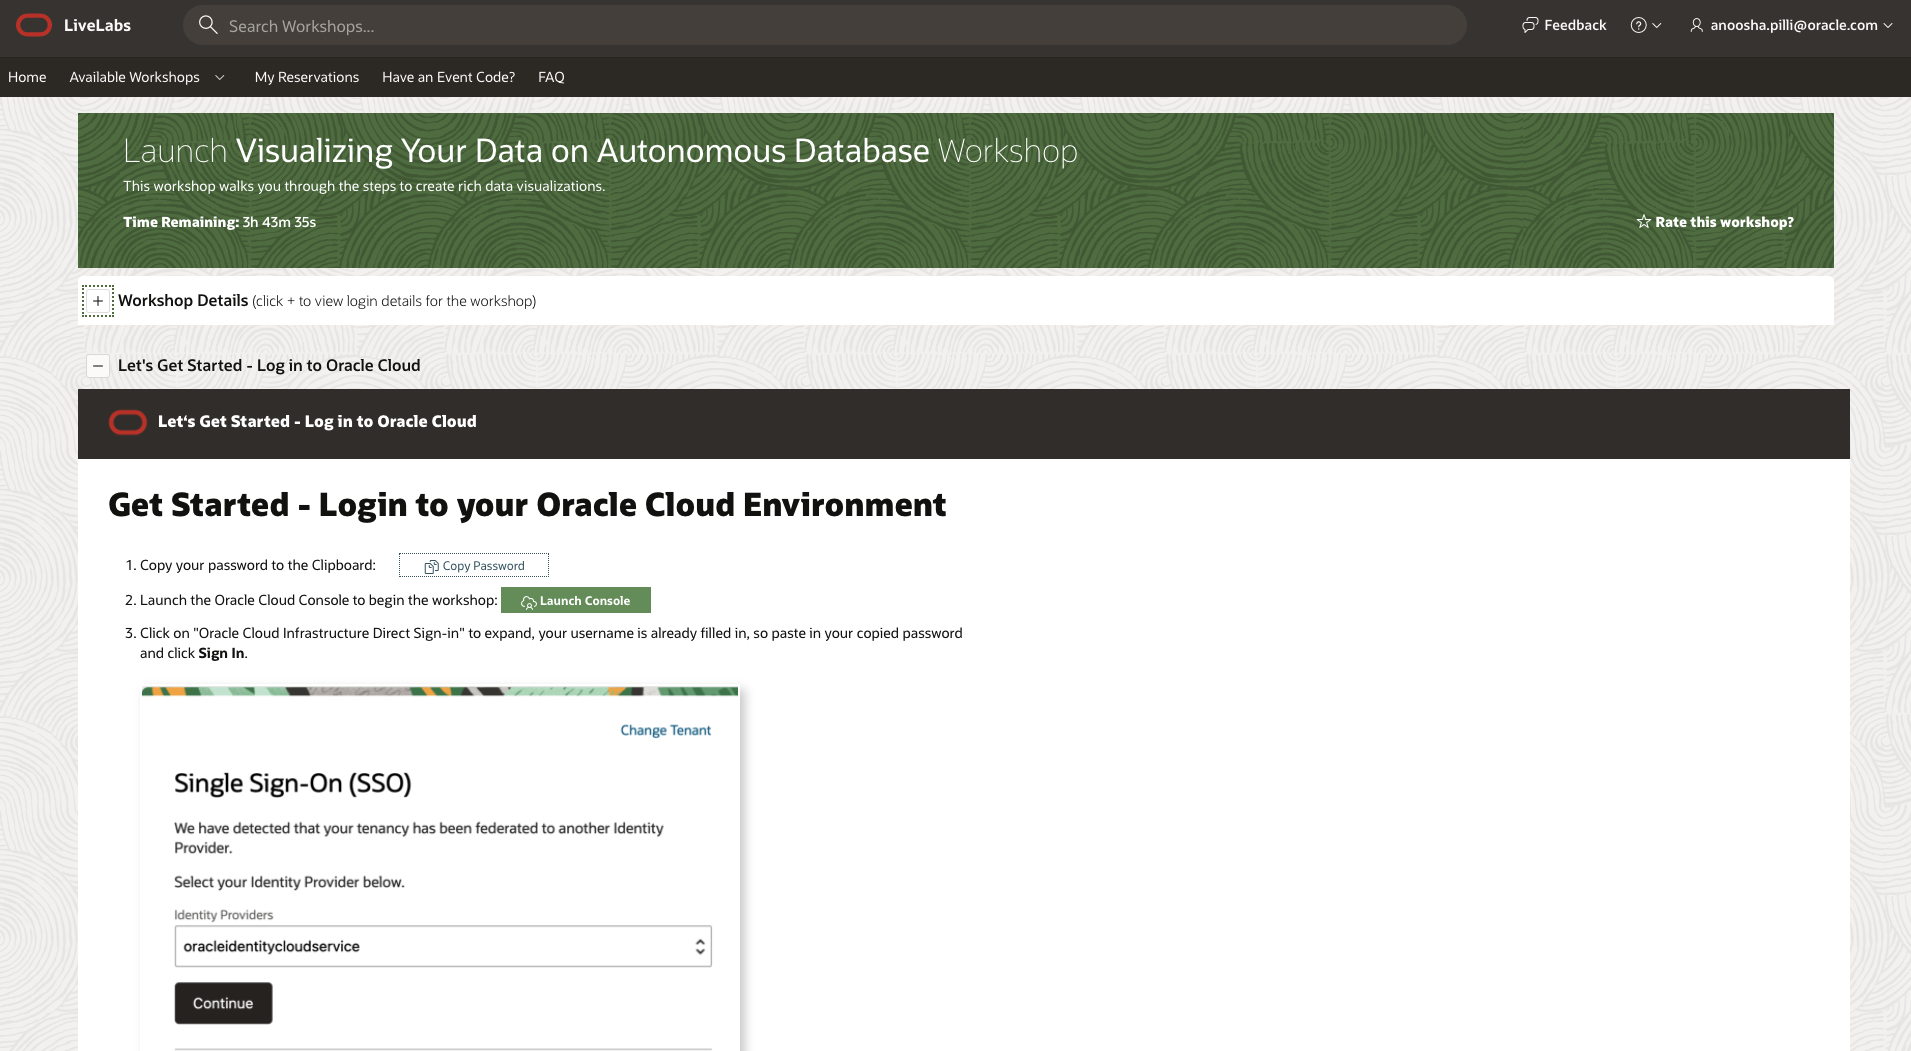 LiveLabs
Search Workshops...
Feedback
anoosha.pilli@oracle.com
Home Available Workshops My Reservations Have an Event Code? FAQ
Launch Visualizing Your Data on Autonomous Database Workshop
This workshop walks you through the steps to create rich data visualizations.
Time Remaining: 3h 43m 35s
Rate this workshop?
Workshop Details (click + to view login details for the workshop)
Let's Get Started - Log in to Oracle Cloud
Let‘s Get Started - Log in to Oracle Cloud
Get Started - Login to your Oracle Cloud Environment
1. Copy your password to the Clipboard: Copy Password
2. Launch the Oracle Cloud Console to begin the workshop: Launch Console
3. Click on "Oracle Cloud Infrastructure Direct Sign-in" to expand, your username is already filled in, so paste in your copied password
and click Sign In.
Change Tenant
Single Sign-On (SSO)
We have detected that your tenancy has been federated to another Identity
Provider.
Select your Identity Provider below.
Identity Providers
oracleidentitycloudservice
Continue